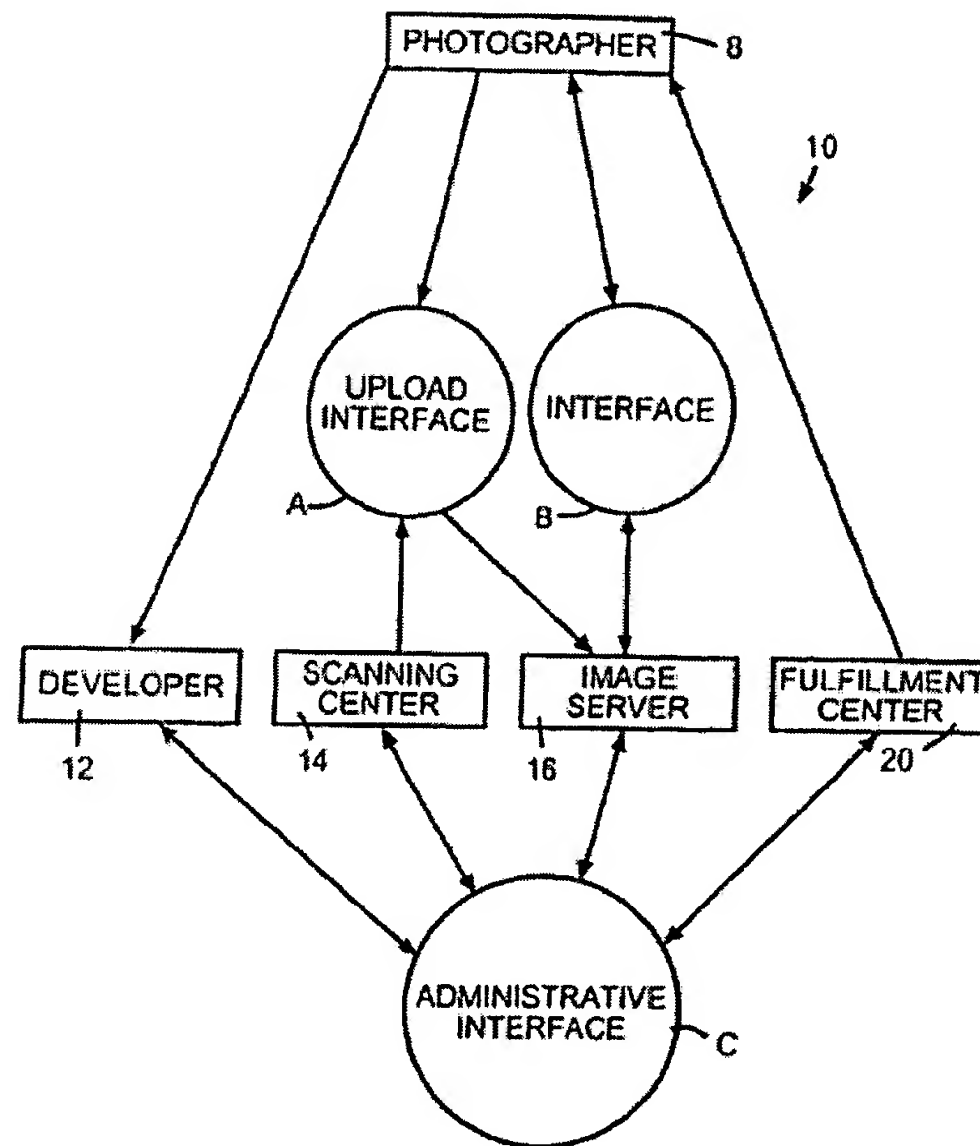 PHOTOGRAPHER
8
10
UPLOAD
INTERFACE
INTERFACE
A
B
DEVELOPER
SCANNING
CENTER
IMAGE
SERVER
FULFILLMENT
CENTER
12
14
16
20
ADMINISTRATIVE
INTERFACE
C